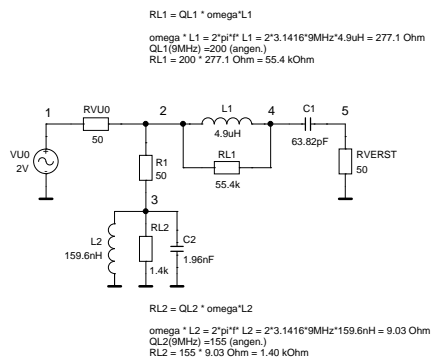 RL1 = QL1 * omega*L1
omega * L1 = 2*pi*f* L1 = 2*3.1416*9MHz*4.9uH = 277.1 Ohm
QL1(9MHz) =200 (angen.)
RL1 = 200 * 277.1 Ohm = 55.4 kOhm
1
RVU0
50
2
L1
4.9uH
4
C1
63.82pF
5
RL1
55.4k
VU0
2V
R1
50
RVERST
50
3
L2
159.6nH
RL2
1.4k
C2
1.96nF
RL2 = QL2 * omega*L2
omega * L2 = 2*pi*f* L2 = 2*3.1416*9MHz*159.6nH = 9.03 Ohm
QL2(9MHz) =155 (angen.)
RL2 = 155 * 9.03 Ohm = 1.40 kOhm